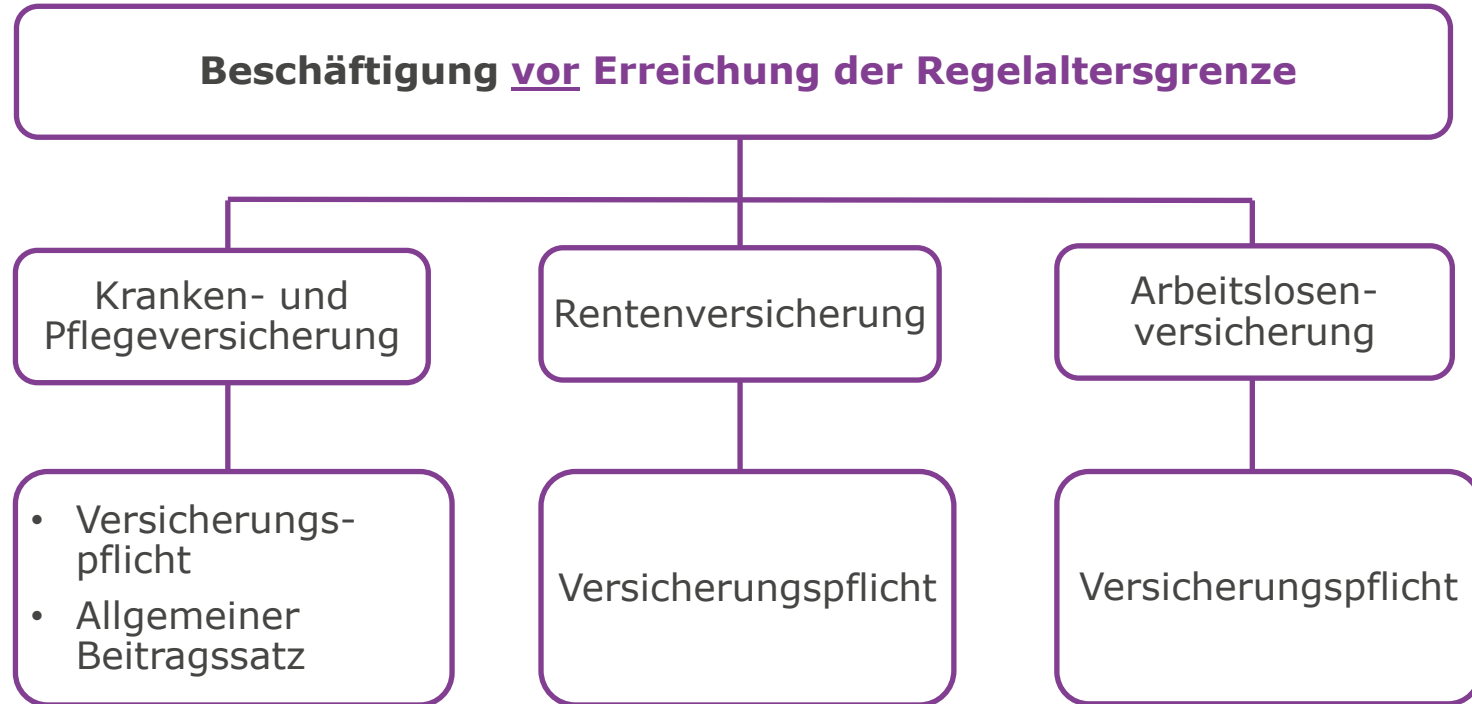 Beschäftigung vor Erreichung der Regelaltersgrenze
Kranken- und
Pflegeversicherung
Rentenversicherung
Arbeitslosen-
versicherung
• Versicherungs-
pflicht
• Allgemeiner
Beitragssatz
Versicherungspflicht
Versicherungspflicht